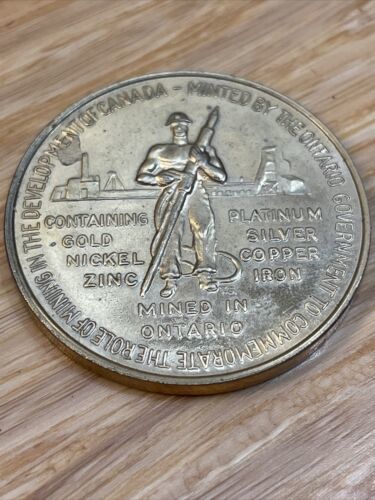 MINTED BY THE ONTARIO GOVERNMENT TO COMMEMORATE THE ROLE OF MINING IN THE DEVELOPMENT OF CANADA -
CONTAINING PLATINUM
GOLD SILVER
NICKEL COPPER
ZINC IRON
MINED IN
ONTARIO